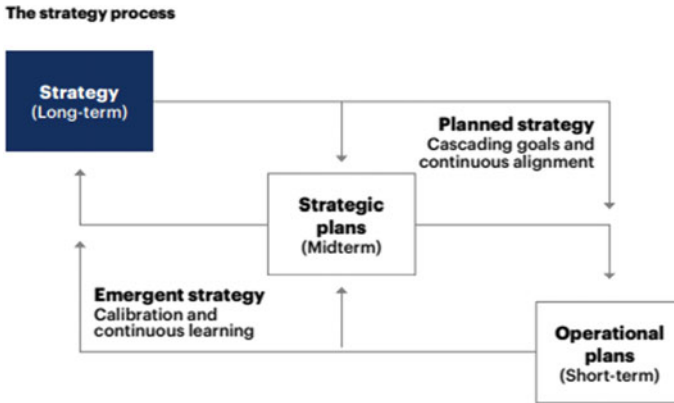 The strategy process
Strategy
(Long-term)
Planned strategy
Cascading goals and
continuous alignment
Strategic
plans
(Midterm)
Emergent strategy
Calibration and
continuous learning
Operational
plans
(Short-term)